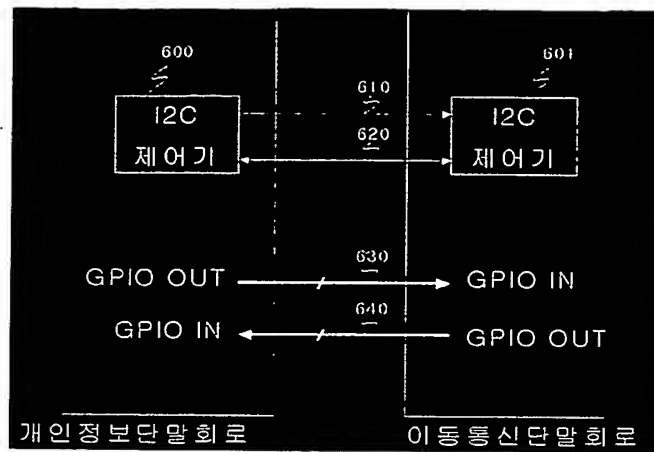 600
601
610
I2C
제어기
620
I2C
제어기
630
GPIO OUT
GPIO IN
640
GPIO IN
GPIO OUT
개인정보단말회로
이동통신단말회로